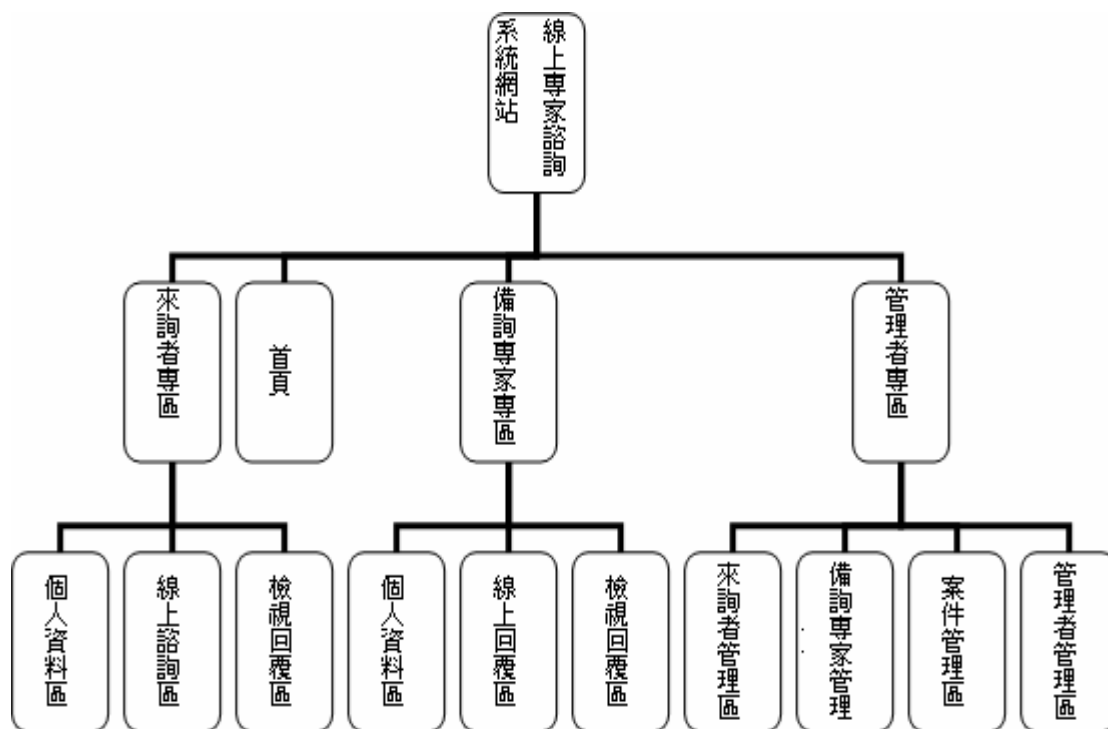 線上專家諮詢
系統網站
來詢者專區
首頁
備詢專家專區
管理者專區
個人資料區
線上諮詢區
檢視回覆區
個人資料區
線上回覆區
檢視回覆區
來詢者管理區
備詢專家管理
案件管理區
管理者管理區